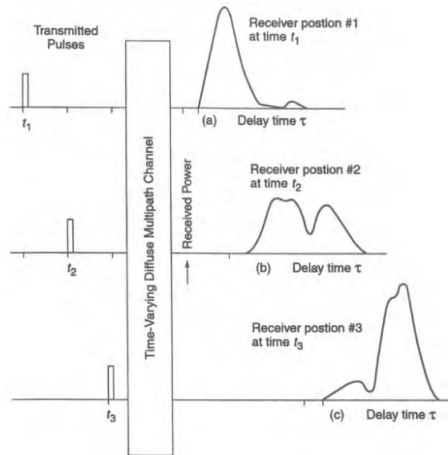 Transmitted
Pulses
Receiver postion #1
at time t1
t1
(a) Delay time τ
Time-Varying Diffuse Multipath Channel
Received Power
Receiver postion #2
at time t2
t2
(b) Delay time τ
Receiver postion #3
at time t3
t3
(c) Delay time τ